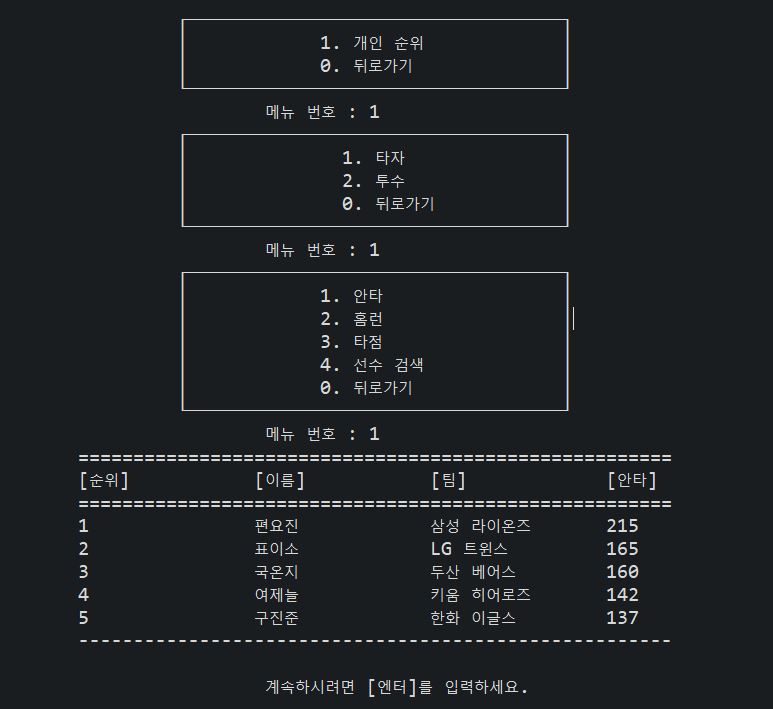 1. 개인 순위
0. 뒤로가기
메뉴 번호 : 1
1. 타자
2. 투수
0. 뒤로가기
메뉴 번호 : 1
1. 안타
2. 홈런
3. 타점
4. 선수 검색
0. 뒤로가기
메뉴 번호 : 1
======================================================
[순위] [이름] [팀] [안타]
======================================================
1 편요진 삼성 라이온즈 215
2 표이소 LG 트윈스 165
3 국온지 두산 베어스 160
4 여제늘 키움 히어로즈 142
5 구진준 한화 이글스 137
------------------------------------------------------
계속하시려면 [엔터]를 입력하세요.